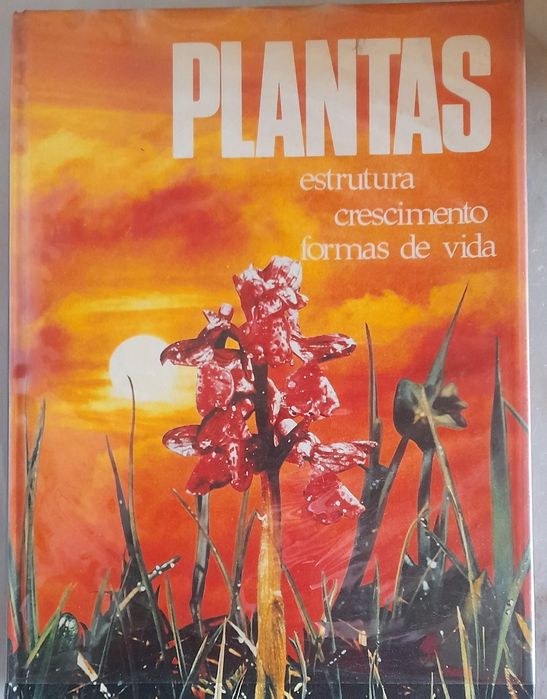 PLANTAS
estrutura
crescimento
formas de vida